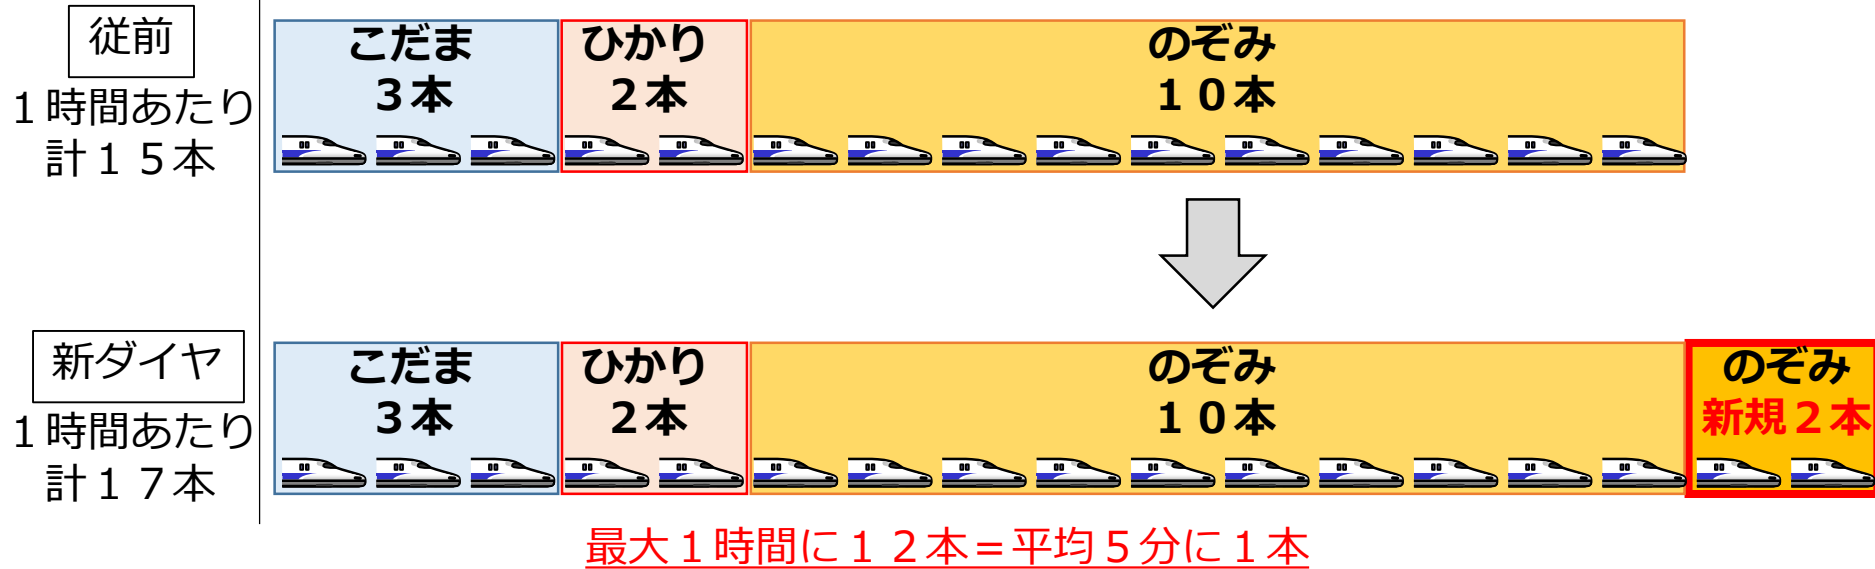 従前
１時間あたり
計１５本
こだま
３本
ひかり
２本
のぞみ
１０本
新ダイヤ
１時間あたり
計１７本
こだま
３本
ひかり
２本
のぞみ
１０本
のぞみ
新規２本
最大１時間に１２本＝平均５分に１本